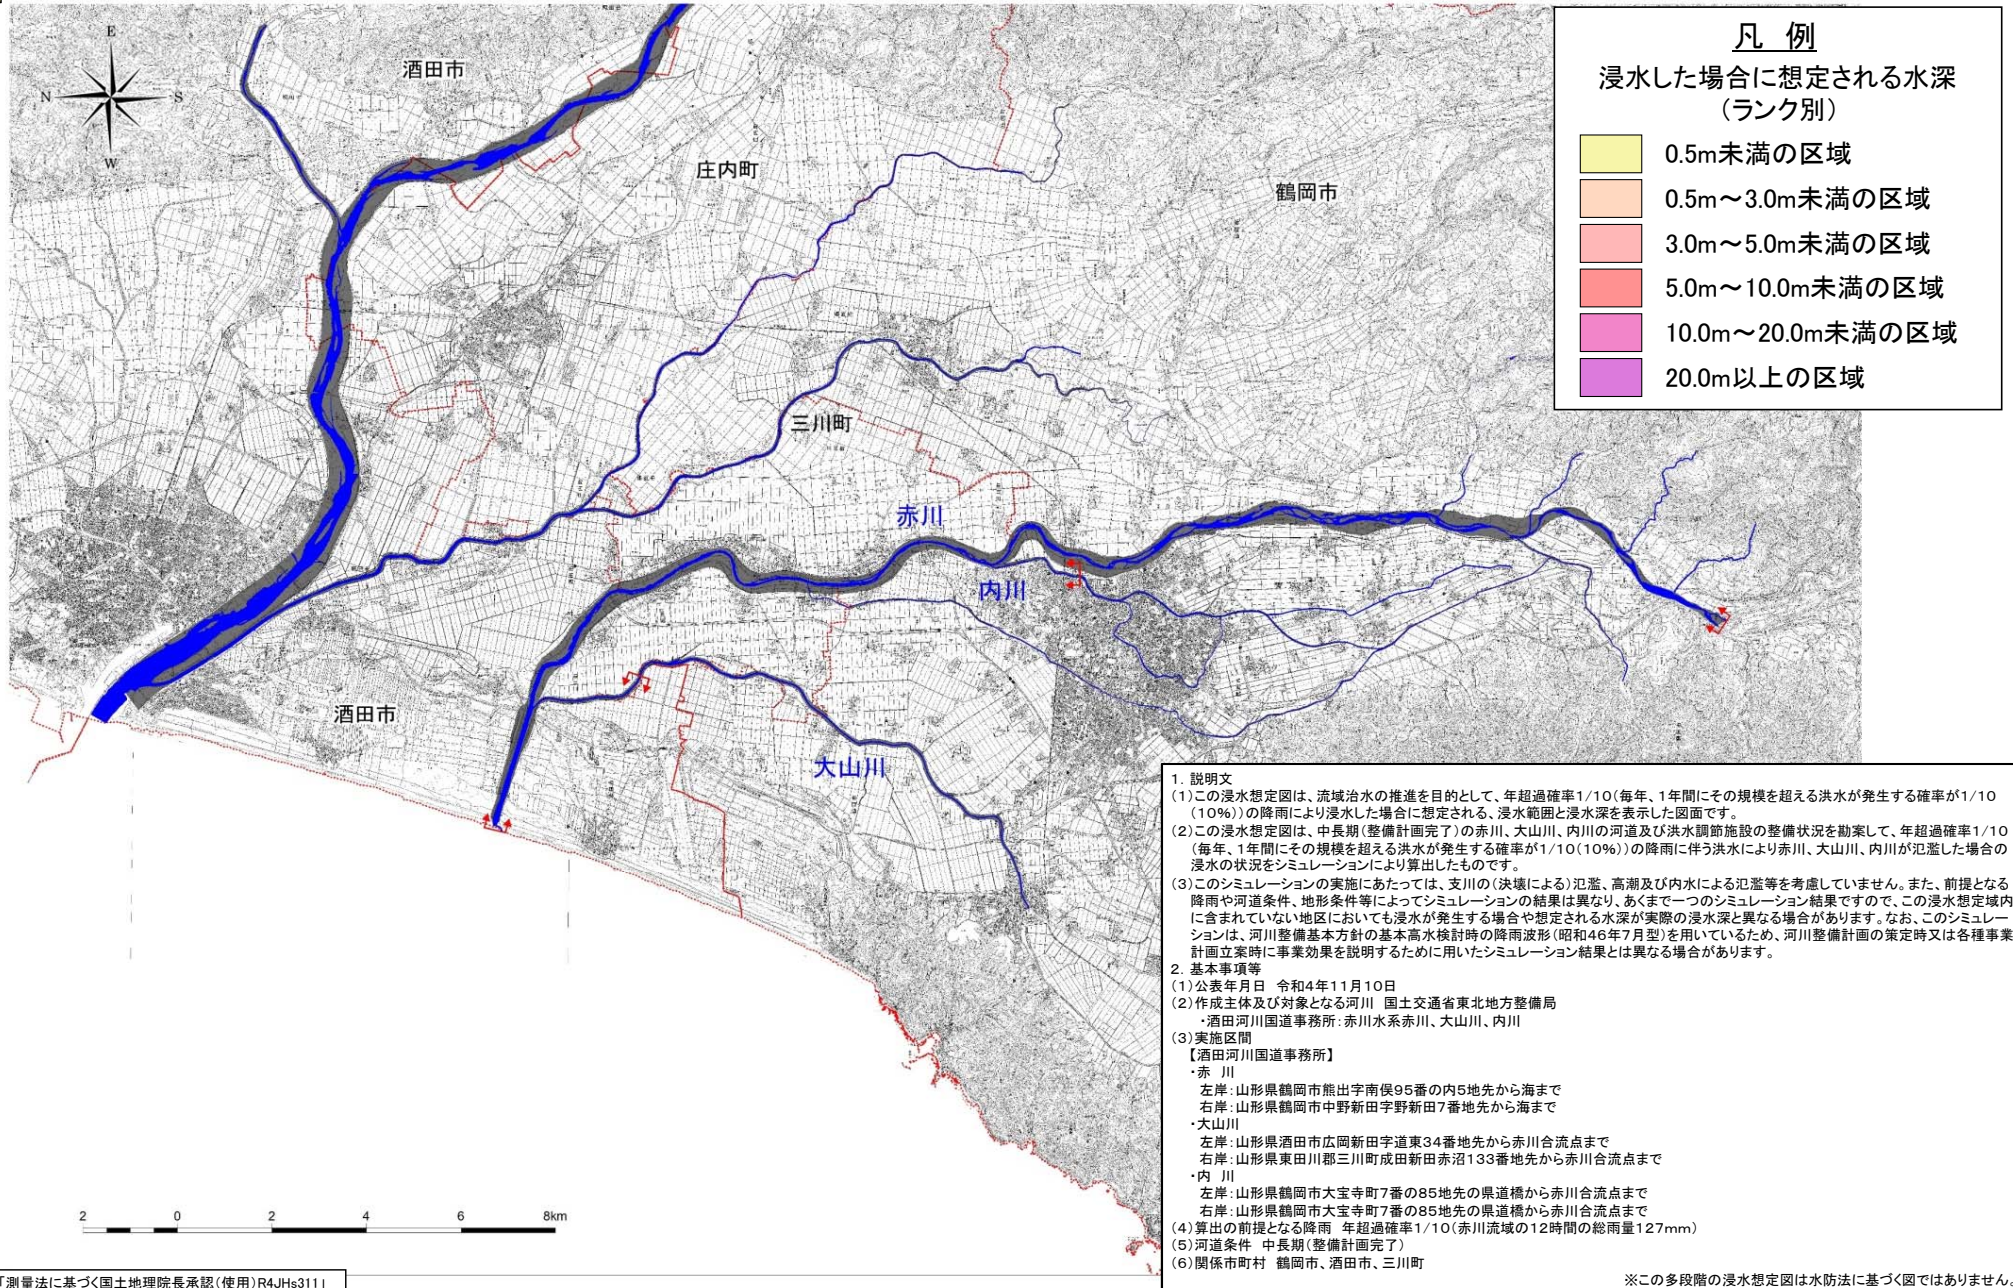 E
N
S
W
酒田市
庄内町
鶴岡市
三川町
赤川
内川
酒田市
大山川
凡 例
浸水した場合に想定される水深
(ランク別)
0.5m未満の区域
0.5m～3.0m未満の区域
3.0m～5.0m未満の区域
5.0m～10.0m未満の区域
10.0m～20.0m未満の区域
20.0m以上の区域
1. 説明文
(1)この浸水想定図は、流域治水の推進を目的として、年超過確率1/10(毎年、1年間にその規模を超える洪水が発生する確率が1/10
(10%))の降雨により浸水した場合に想定される、浸水範囲と浸水深を表示した図面です。
(2)この浸水想定図は、中長期(整備計画完了)の赤川、大山川、内川の河道及び洪水調節施設の整備状況を勘案して、年超過確率1/10
(毎年、1年間にその規模を超える洪水が発生する確率が1/10(10%))の降雨に伴う洪水により赤川、大山川、内川が氾濫した場合の
浸水の状況をシミュレーションにより算出したものです。
(3)このシミュレーションの実施にあたっては、支川の(決壊による)氾濫、高潮及び内水による氾濫等を考慮していません。また、前提となる
降雨や河道条件、地形条件等によってシミュレーションの結果は異なり、あくまで一つのシミュレーション結果ですので、この浸水想定域内
に含まれていない地区においても浸水が発生する場合や想定される水深が実際の浸水深と異なる場合があります。なお、このシミュレー
ションは、河川整備基本方針の基本高水検討時の降雨波形(昭和46年7月型)を用いているため、河川整備計画の策定時又は各種事業
計画立案時に事業効果を説明するために用いたシミュレーション結果とは異なる場合があります。
2. 基本事項等
(1)公表年月日 令和4年11月10日
(2)作成主体及び対象となる河川 国土交通省東北地方整備局
・酒田河川国道事務所:赤川水系赤川、大山川、内川
(3)実施区間
【酒田河川国道事務所】
・赤 川
左岸:山形県鶴岡市熊出字南俣95番の内5地先から海まで
右岸:山形県鶴岡市中野新田字野新田7番地先から海まで
・大山川
左岸:山形県酒田市広岡新田字道東34番地先から赤川合流点まで
右岸:山形県東田川郡三川町成田新田赤沼133番地先から赤川合流点まで
・内 川
左岸:山形県鶴岡市大宝寺町7番の85地先の県道橋から赤川合流点まで
右岸:山形県鶴岡市大宝寺町7番の85地先の県道橋から赤川合流点まで
(4)算出の前提となる降雨 年超過確率1/10(赤川流域の12時間の総雨量127mm)
(5)河道条件 中長期(整備計画完了)
(6)関係市町村 鶴岡市、酒田市、三川町
※この多段階の浸水想定図は水防法に基づく図ではありません。
2 0 2 4 6 8km
「測量法に基づく国土地理院長承認(使用)R4JHs311」